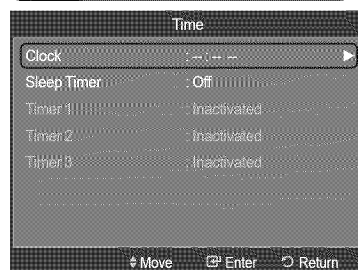 Time
Clock : -- : -- --
Sleep Timer : Off
Timer 1 : Inactivated
Timer 2 : Inactivated
Timer 3 : Inactivated
Move Enter Return